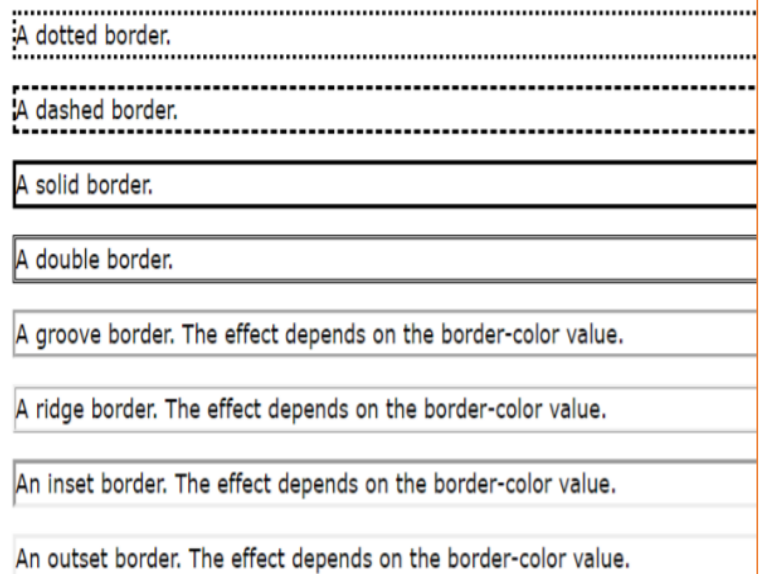 A dotted border.
A dashed border.
A solid border.
A double border.
A groove border. The effect depends on the border-color value.
A ridge border. The effect depends on the border-color value.
An inset border. The effect depends on the border-color value.
An outset border. The effect depends on the border-color value.